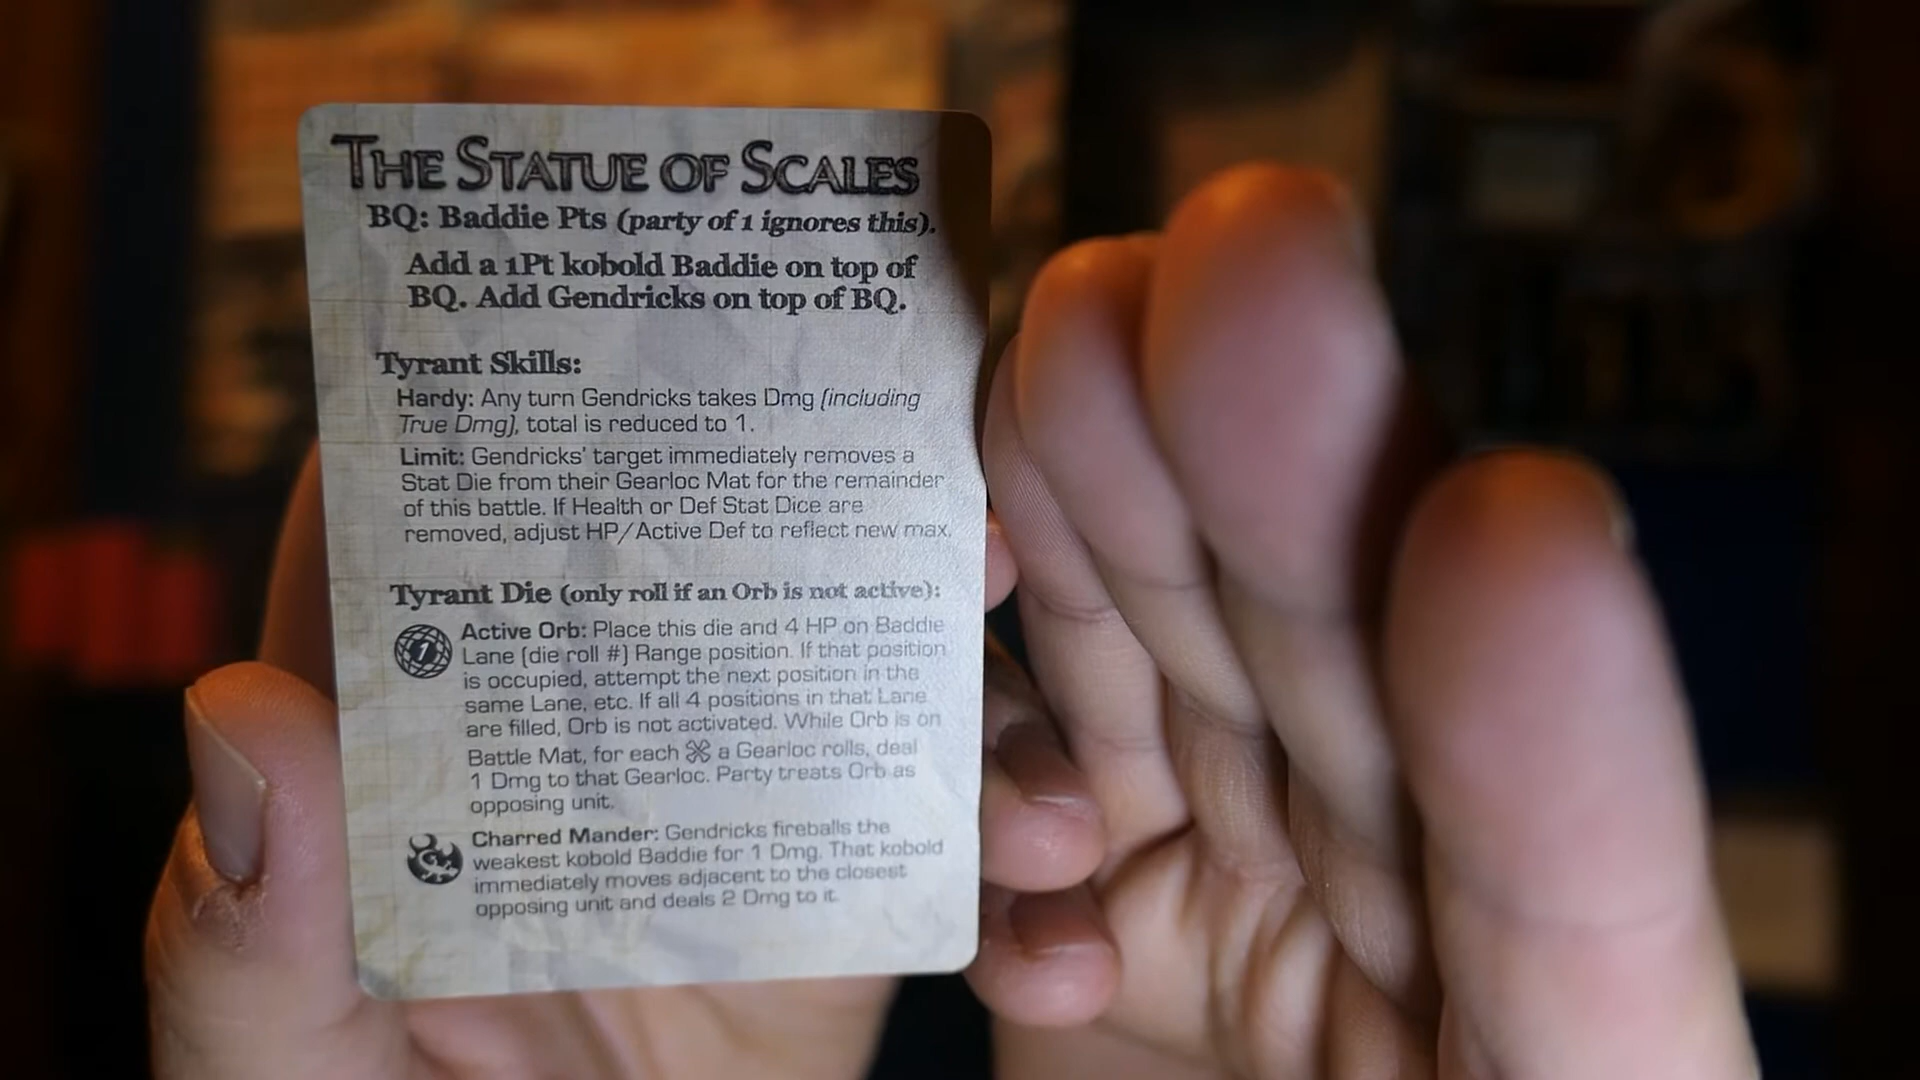 THE STATUE OF SCALES
BQ: Baddie Pts (party of 1 ignores this).
Add a 1Pt kobold Baddie on top of
BQ. Add Gendricks on top of BQ.
Tyrant Skills:
Hardy: Any turn Gendricks takes Dmg (including
True Dmg), total is reduced to 1.
Limit: Gendricks' target immediately removes a
Stat Die from their Gearloc Mat for the remainder
of this battle. If Health or Def Stat Dice are
removed, adjust HP/Active Def to reflect new max.
Tyrant Die (only roll if an Orb is not active):
1
Active Orb: Place this die and 4 HP on Baddie
Lane (die roll #) Range position. If that position
is occupied, attempt the next position in the
same Lane, etc. If all 4 positions in that Lane
are filled, Orb is not activated. While Orb is on
Battle Mat, for each a Gearloc rolls, deal
1 Dmg to that Gearloc. Party treats Orb as
opposing unit.
Charred Mander: Gendricks fireballs the
weakest kobold Baddie for 1 Dmg. That kobold
immediately moves adjacent to the closest
opposing unit and deals 2 Dmg to it.